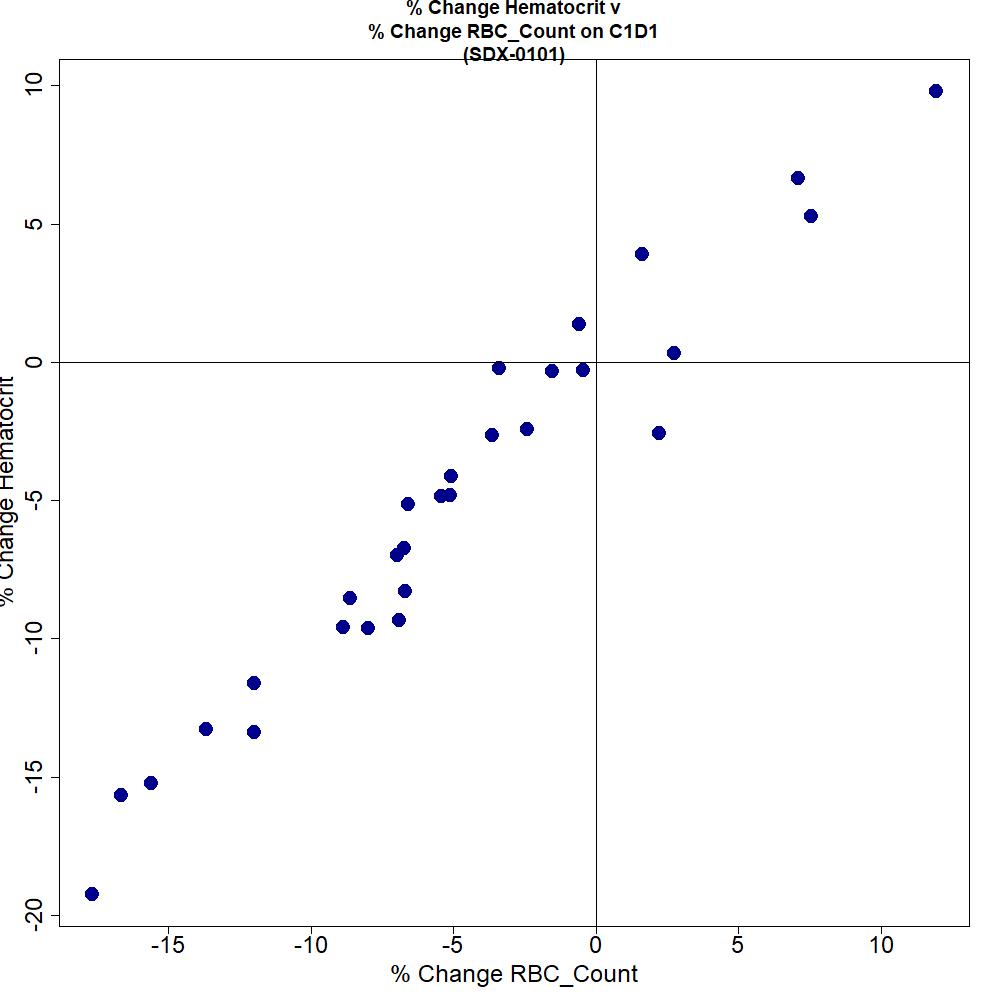 % Change Hematocrit v
% Change RBC_Count on C1D1
(SDX-0101)
% Change Hematocrit
10
5
0
-5
-10
-15
-20
-15
-10
-5
0
5
10
% Change RBC_Count